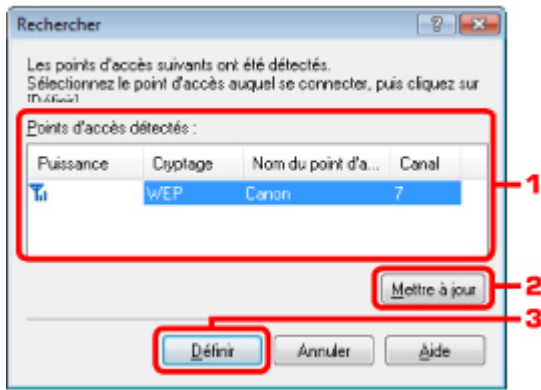 Rechercher
Les points d'accès suivants ont été détectés.
Sélectionnez le point d'accès auquel se connecter, puis cliquez sur
[Définir]
Points d'accès détectés :
Puissance Cryptage Nom du point d'a... Canal
WEP Canon 7
1
Mettre à jour 2
3
Définir Annuler Aide